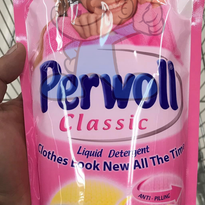 Perwoll
Classic
Liquid Detergent
Clothes Look New All The Time
ANTI-PILLING